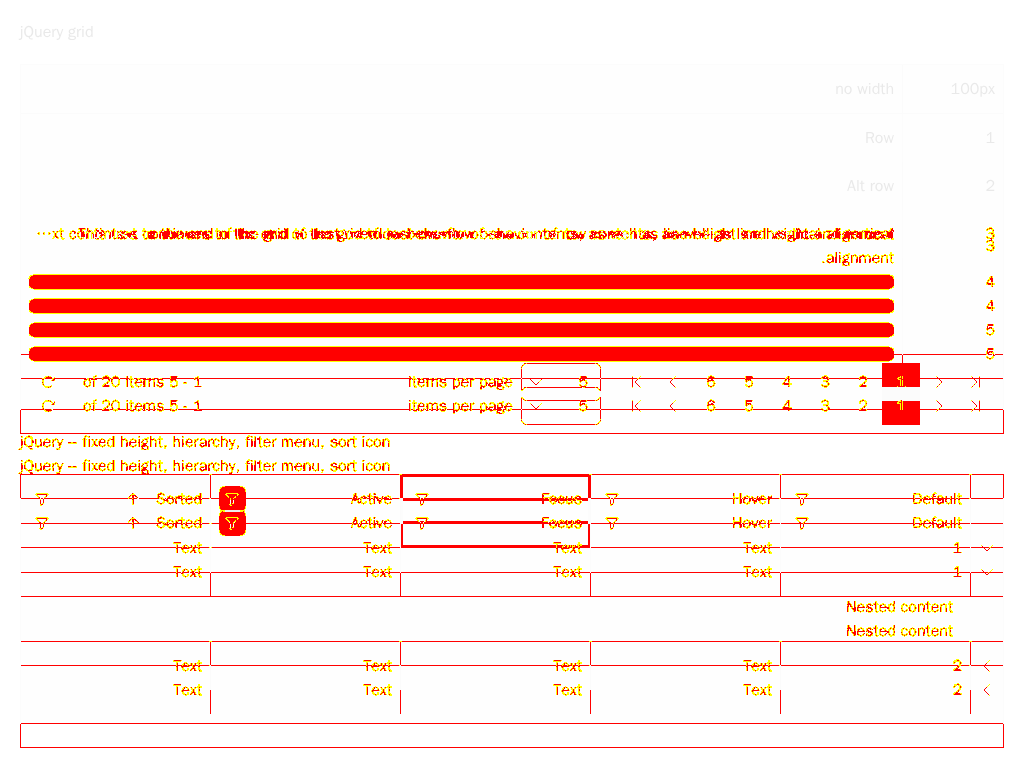 jQuery grid
no width 100px
Row 1
Alt row 2
3
.alignment 3
4
4
5
5
of 20 items 5 - 1 items per page 5 6 5 4 3 2 1
of 20 items 5 - 1 items per page 5 6 5 4 3 2 1
jQuery -- fixed height, hierarchy, filter menu, sort icon
jQuery -- fixed height, hierarchy, filter menu, sort icon
Sorted Active Focus Hover Default
Sorted Active Focus Hover Default
Text Text Text Text 1
Text Text Text Text 1
Nested content
Nested content
Text Text Text Text 2
Text Text Text Text 2